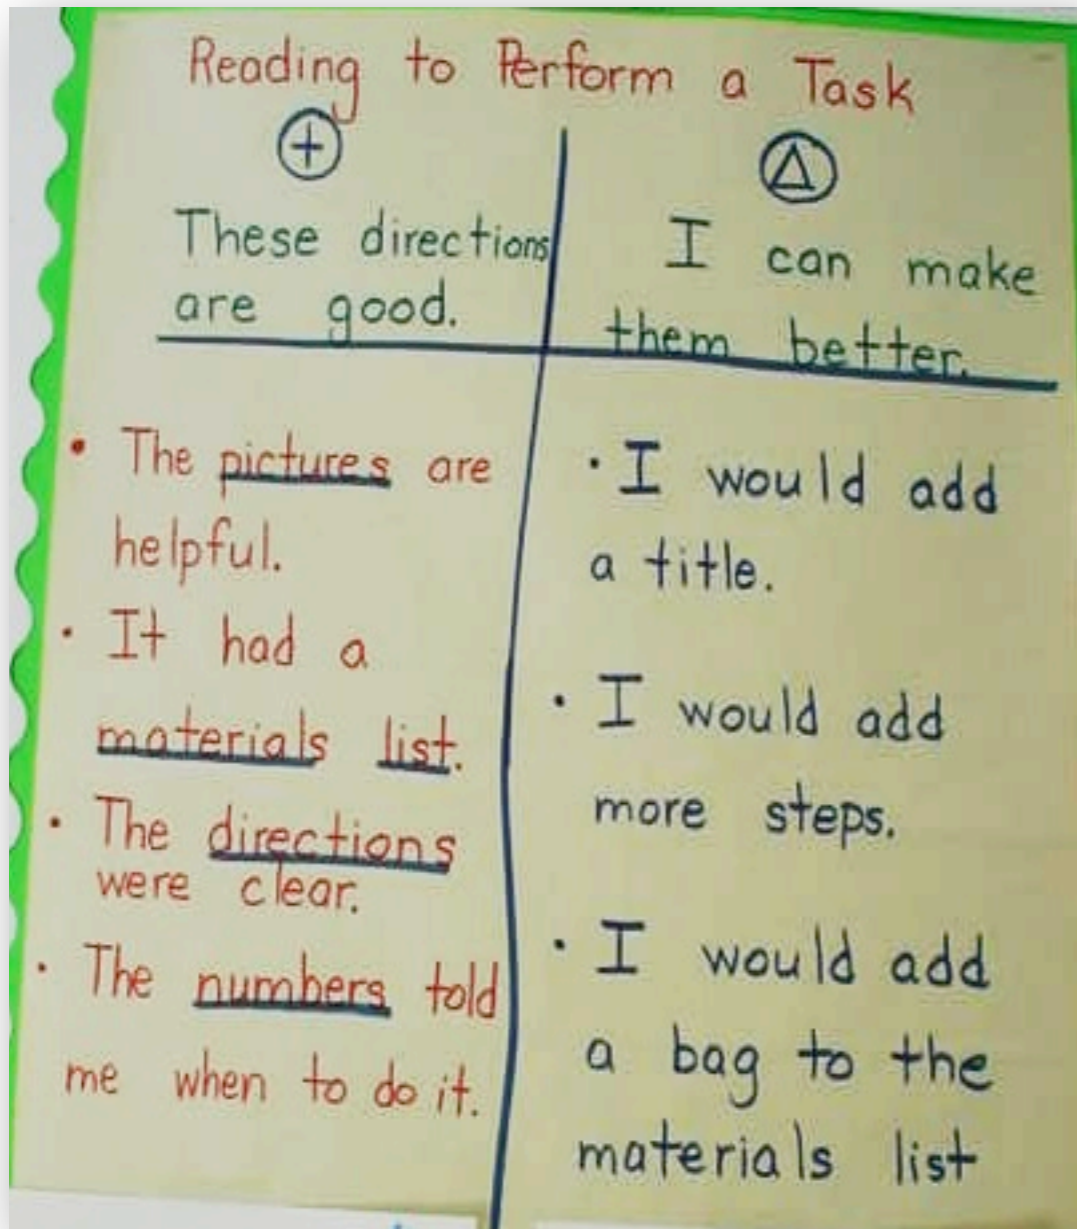 Reading to Perform a Task
+
These directions
are good.
• The pictures are
helpful.
• It had a
materials list.
• The directions
were clear.
• The numbers told
me when to do it.
Δ
I can make
them better.
• I would add
a title.
• I would add
more steps.
• I would add
a bag to the
materials list